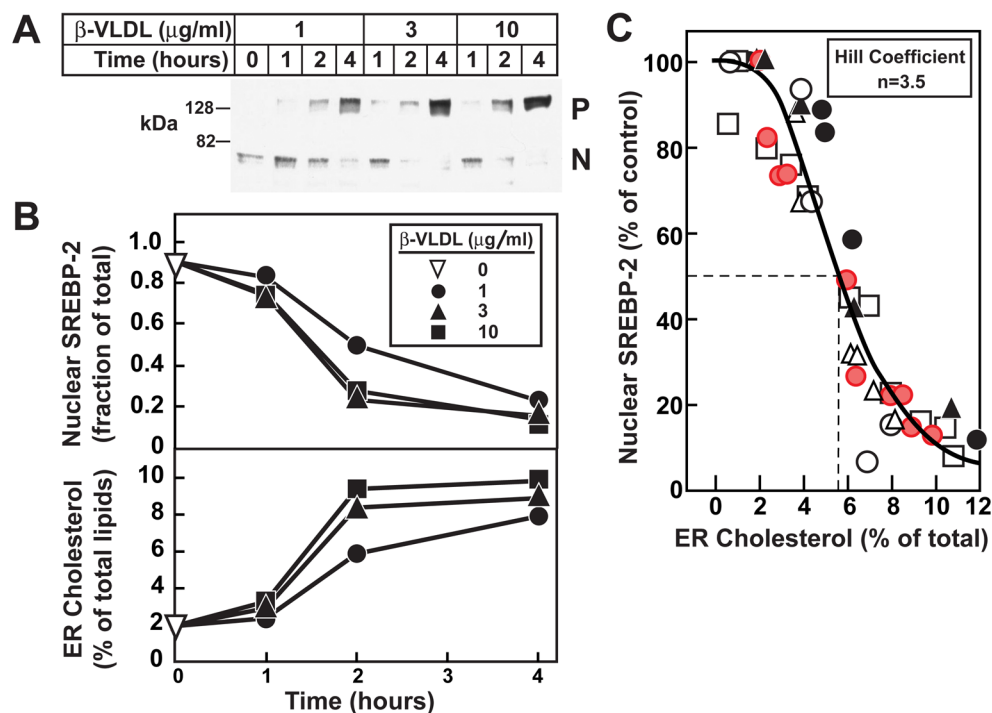 A
β-VLDL (μg/ml) 1 3 10
Time (hours) 0 1 2 4 1 2 4 1 2 4
128
P
kDa
82
N
B
Nuclear SREBP-2
(fraction of total)
1.0
0.8
0.6
0.4
0.2
0
β-VLDL (μg/ml)
0
1
3
10
ER Cholesterol
(% of total lipids)
10
8
6
4
2
0
0 1 2 3 4
Time (hours)
C
Nuclear SREBP-2 (% of control)
100
80
60
40
20
0
Hill Coefficient
n=3.5
0 2 4 6 8 10 12
ER Cholesterol (% of total)